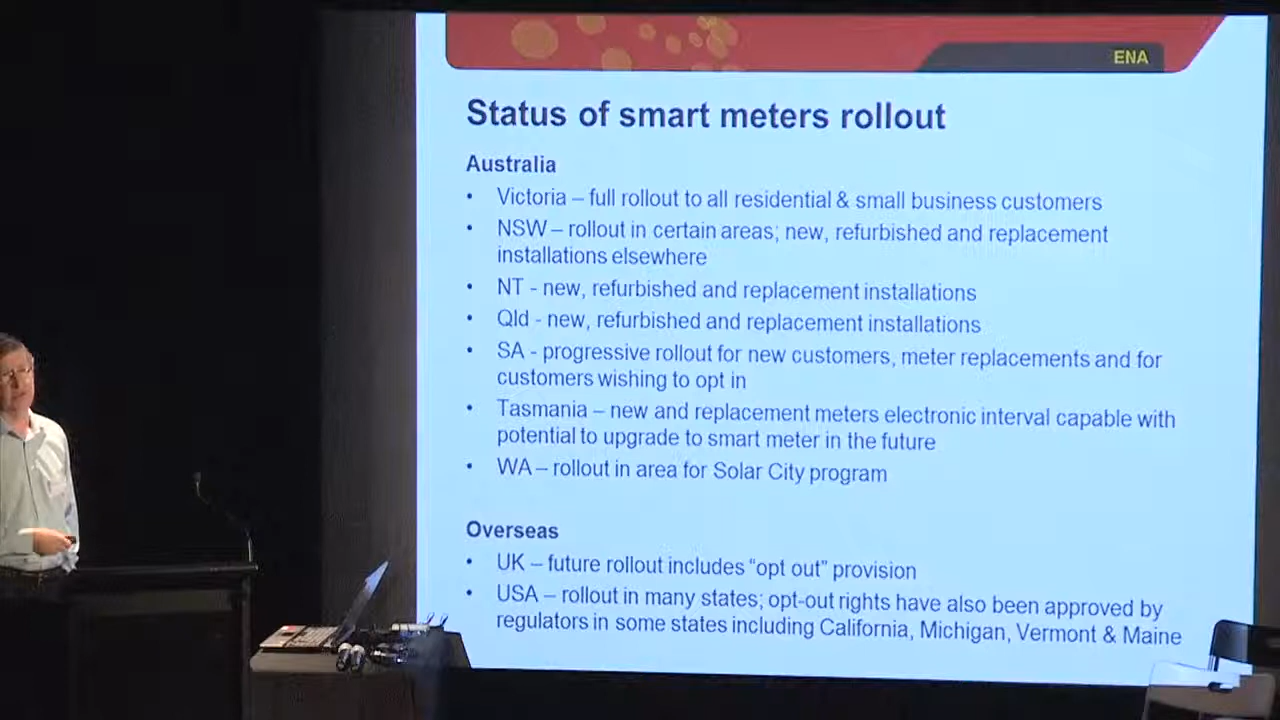 ENA
Status of smart meters rollout
Australia
• Victoria – full rollout to all residential & small business customers
• NSW – rollout in certain areas; new, refurbished and replacement
installations elsewhere
• NT - new, refurbished and replacement installations
• Qld - new, refurbished and replacement installations
• SA - progressive rollout for new customers, meter replacements and for
customers wishing to opt in
• Tasmania – new and replacement meters electronic interval capable with
potential to upgrade to smart meter in the future
• WA – rollout in area for Solar City program
Overseas
• UK – future rollout includes “opt out” provision
• USA – rollout in many states; opt-out rights have also been approved by
regulators in some states including California, Michigan, Vermont & Maine